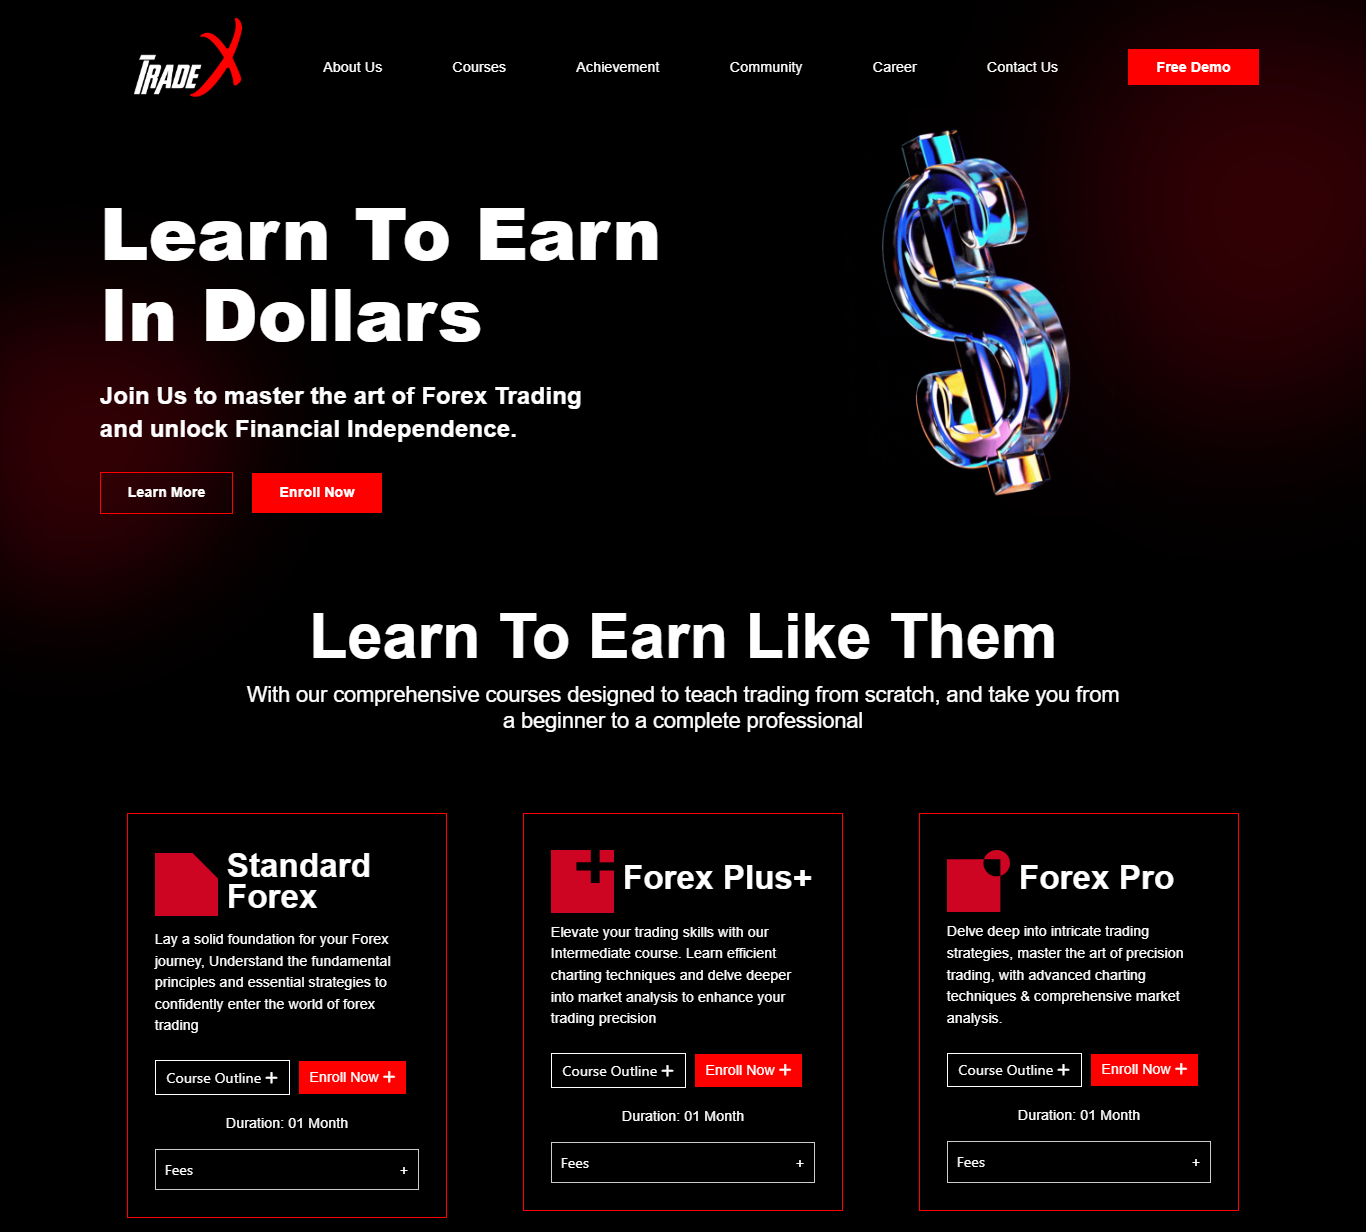 TRADE X
About Us
Courses
Achievement
Community
Career
Contact Us
Free Demo
Learn To Earn
In Dollars
Join Us to master the art of Forex Trading
and unlock Financial Independence.
Learn More
Enroll Now
Learn To Earn Like Them
With our comprehensive courses designed to teach trading from scratch, and take you from
a beginner to a complete professional
Standard
Forex
Lay a solid foundation for your Forex
journey, Understand the fundamental
principles and essential strategies to
confidently enter the world of forex
trading
Course Outline +
Enroll Now +
Duration: 01 Month
Fees +
Forex Plus+
Elevate your trading skills with our
Intermediate course. Learn efficient
charting techniques and delve deeper
into market analysis to enhance your
trading precision
Course Outline +
Enroll Now +
Duration: 01 Month
Fees +
Forex Pro
Delve deep into intricate trading
strategies, master the art of precision
trading, with advanced charting
techniques & comprehensive market
analysis.
Course Outline +
Enroll Now +
Duration: 01 Month
Fees +